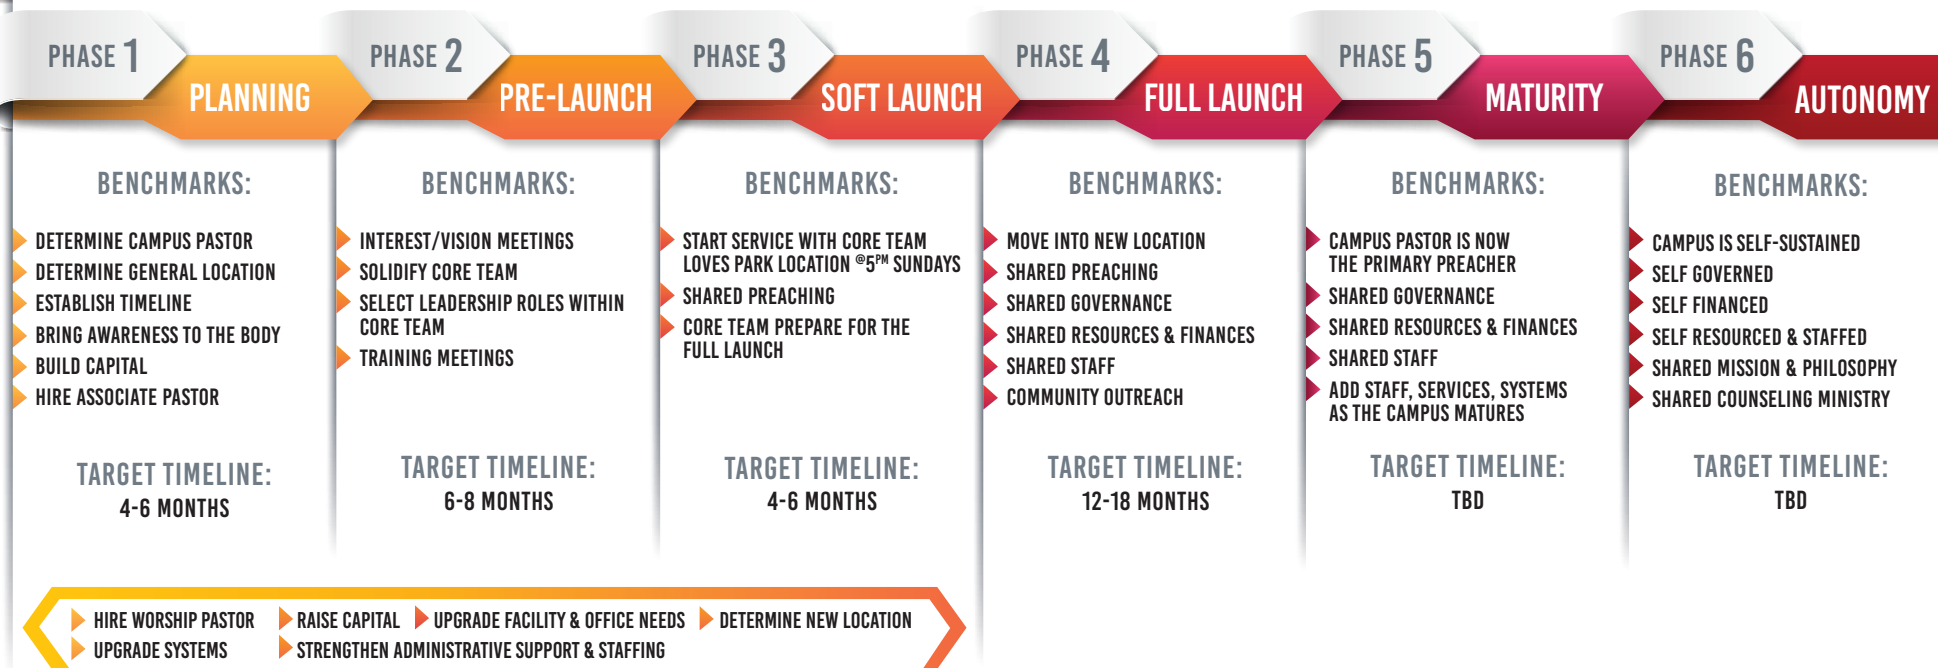 PHASE 1
PLANNING
BENCHMARKS:
DETERMINE CAMPUS PASTOR
DETERMINE GENERAL LOCATION
ESTABLISH TIMELINE
BRING AWARENESS TO THE BODY
BUILD CAPITAL
HIRE ASSOCIATE PASTOR
TARGET TIMELINE:
4-6 MONTHS
PHASE 2
PRE-LAUNCH
BENCHMARKS:
INTEREST/VISION MEETINGS
SOLIDIFY CORE TEAM
SELECT LEADERSHIP ROLES WITHIN
CORE TEAM
TRAINING MEETINGS
TARGET TIMELINE:
6-8 MONTHS
PHASE 3
SOFT LAUNCH
BENCHMARKS:
START SERVICE WITH CORE TEAM
LOVES PARK LOCATION @5PM SUNDAYS
SHARED PREACHING
CORE TEAM PREPARE FOR THE
FULL LAUNCH
TARGET TIMELINE:
4-6 MONTHS
PHASE 4
FULL LAUNCH
BENCHMARKS:
MOVE INTO NEW LOCATION
SHARED PREACHING
SHARED GOVERNANCE
SHARED RESOURCES & FINANCES
SHARED STAFF
COMMUNITY OUTREACH
TARGET TIMELINE:
12-18 MONTHS
PHASE 5
MATURITY
BENCHMARKS:
CAMPUS PASTOR IS NOW
THE PRIMARY PREACHER
SHARED GOVERNANCE
SHARED RESOURCES & FINANCES
SHARED STAFF
ADD STAFF, SERVICES, SYSTEMS
AS THE CAMPUS MATURES
TARGET TIMELINE:
TBD
PHASE 6
AUTONOMY
BENCHMARKS:
CAMPUS IS SELF-SUSTAINED
SELF GOVERNED
SELF FINANCED
SELF RESOURCED & STAFFED
SHARED MISSION & PHILOSOPHY
SHARED COUNSELING MINISTRY
TARGET TIMELINE:
TBD
HIRE WORSHIP PASTOR RAISE CAPITAL UPGRADE FACILITY & OFFICE NEEDS DETERMINE NEW LOCATION
UPGRADE SYSTEMS STRENGTHEN ADMINISTRATIVE SUPPORT & STAFFING